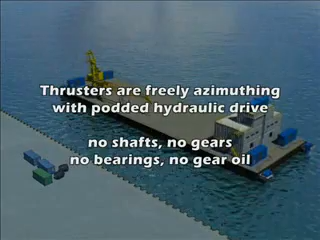 Thrusters are freely azimuthing
with podded hydraulic drive
no shafts, no gears
no bearings, no gear oil